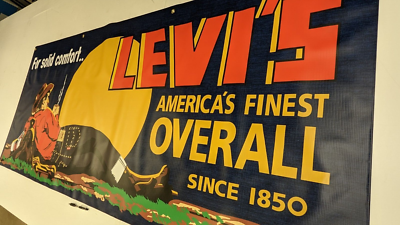 For solid comfort..
LEVI'S
AMERICA'S FINEST
OVERALL
SINCE 1850